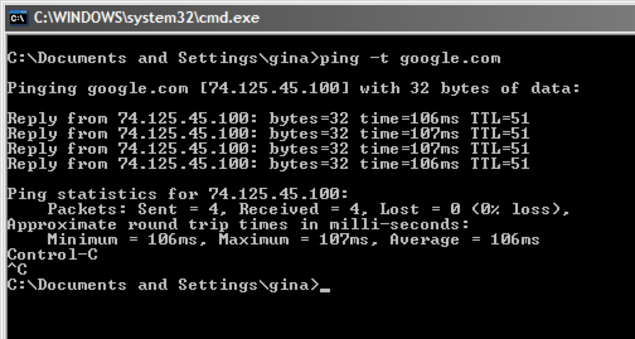 C:\WINDOWS\system32\cmd.exe
C:\Documents and Settings\gina>ping -t google.com
Pinging google.com [74.125.45.100] with 32 bytes of data:
Reply from 74.125.45.100: bytes=32 time=106ms TTL=51
Reply from 74.125.45.100: bytes=32 time=107ms TTL=51
Reply from 74.125.45.100: bytes=32 time=107ms TTL=51
Reply from 74.125.45.100: bytes=32 time=106ms TTL=51
Ping statistics for 74.125.45.100:
Packets: Sent = 4, Received = 4, Lost = 0 (0% loss),
Approximate round trip times in milli-seconds:
Minimum = 106ms, Maximum = 107ms, Average = 106ms
Control-C
^C
C:\Documents and Settings\gina>_